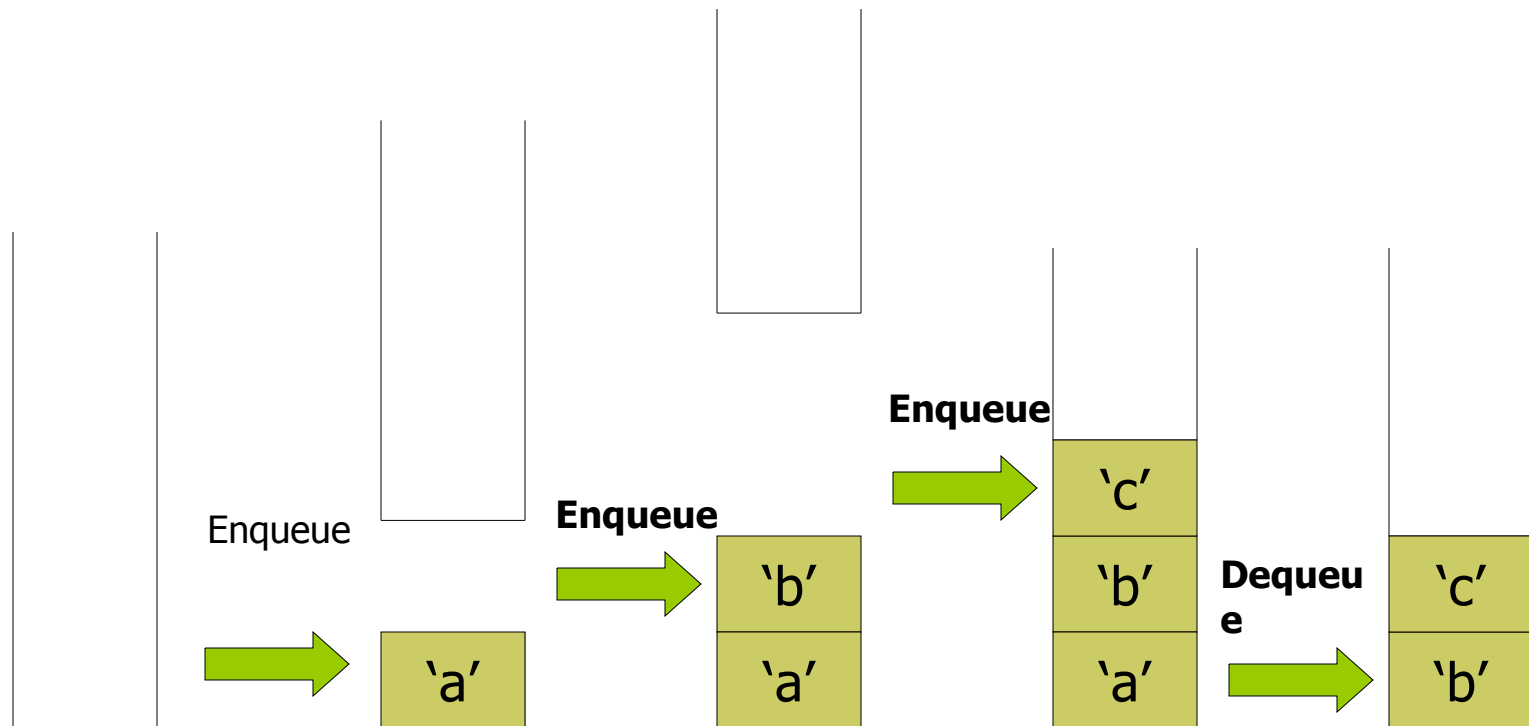 Enqueue
‘a’
Enqueue
‘b’
‘a’
Enqueue
‘c’
‘b’
‘a’
Dequeu
e
‘c’
‘b’